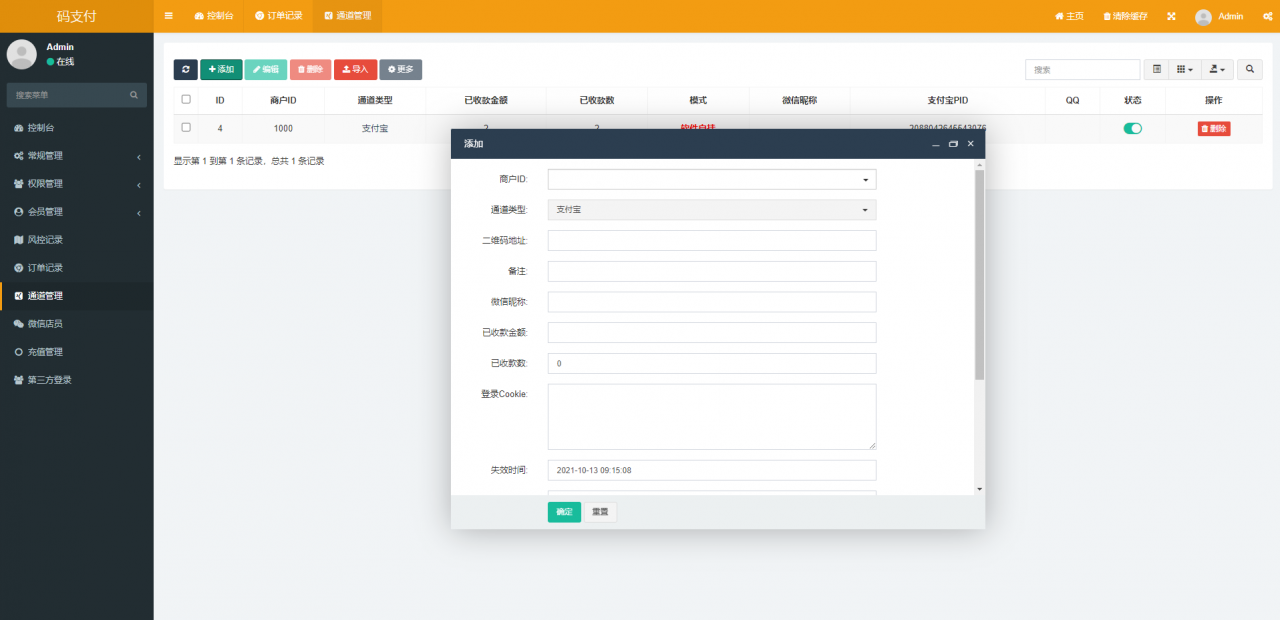 码支付
控制台 订单记录 通道管理
主页 清除缓存 Admin
Admin
在线
搜索菜单
控制台
常规管理
权限管理
会员管理
风控记录
订单记录
通道管理
微信店员
充值管理
第三方登录
添加 编辑 删除 导入 更多
搜索
ID 商户ID 通道类型 已收款金额 已收款数 模式 微信昵称 支付宝PID QQ 状态 操作
4 1000 支付宝 删除
显示第 1 到第 1 条记录，总共 1 条记录
添加
商户ID:
通道类型: 支付宝
二维码地址:
备注:
微信昵称:
已收款金额:
已收款数: 0
登录Cookie:
失效时间: 2021-10-13 09:15:08
确定 重置